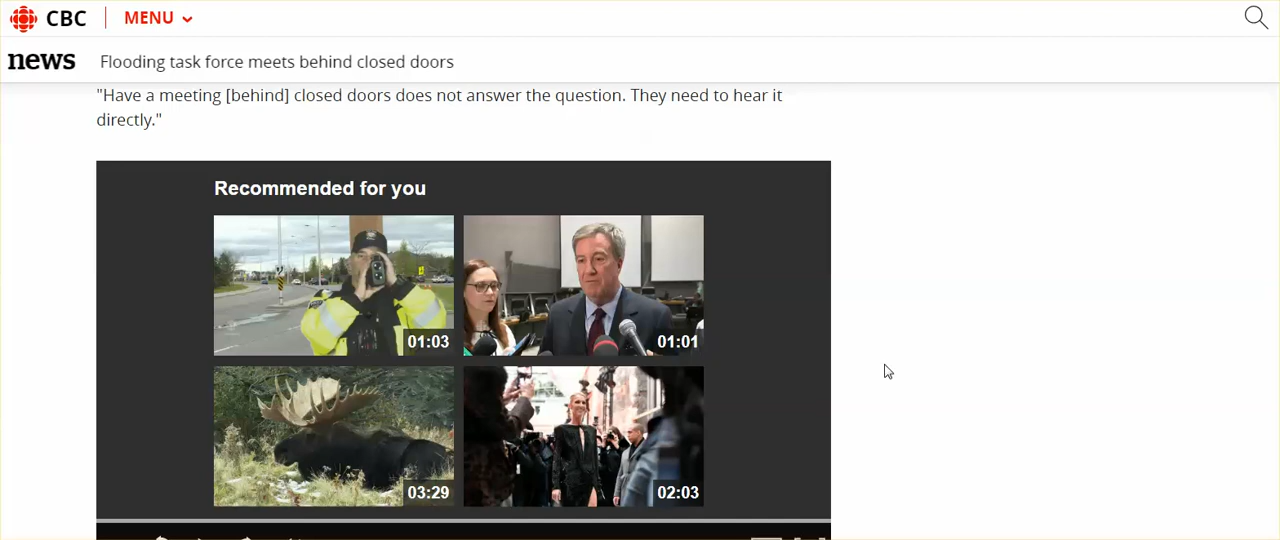 CBC
MENU
news
Flooding task force meets behind closed doors
"Have a meeting [behind] closed doors does not answer the question. They need to hear it
directly."
Recommended for you
01:03
01:01
03:29
02:03